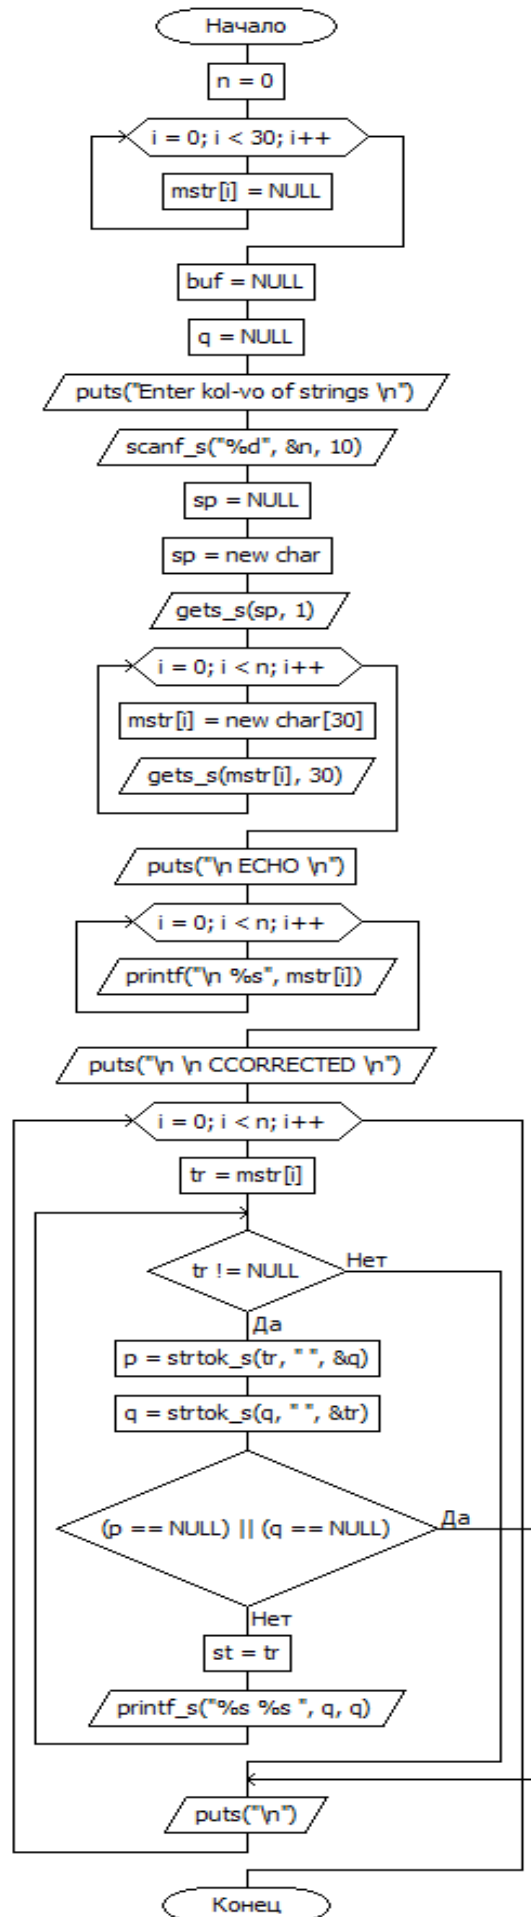 Начало
n = 0
i = 0; i < 30; i++
mstr[i] = NULL
buf = NULL
q = NULL
puts("Enter kol-vo of strings \n")
scanf_s("%d", &n, 10)
sp = NULL
sp = new char
gets_s(sp, 1)
i = 0; i < n; i++
mstr[i] = new char[30]
gets_s(mstr[i], 30)
puts("\n ECHO \n")
i = 0; i < n; i++
printf("\n %s", mstr[i])
puts("\n \n CCORRECTED \n")
i = 0; i < n; i++
tr = mstr[i]
tr != NULL
Нет
Да
p = strtok_s(tr, " ", &q)
q = strtok_s(q, " ", &tr)
(p == NULL) || (q == NULL)
Да
Нет
st = tr
printf_s("%s %s ", q, q)
puts("\n")
Конец